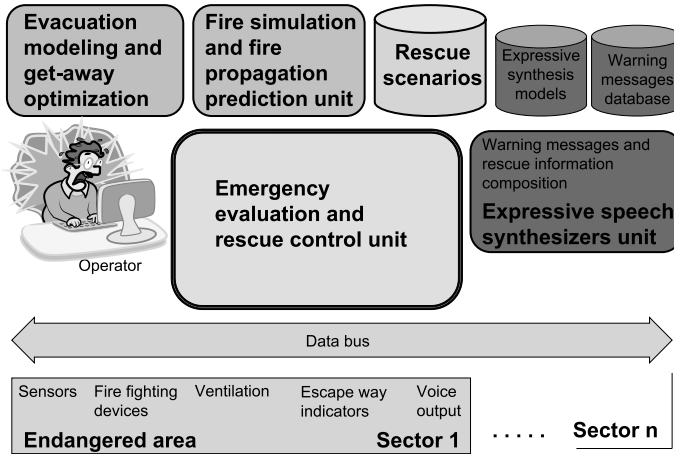 Evacuation
modeling and
get-away
optimization
Fire simulation
and fire
propagation
prediction unit
Rescue
scenarios
Expressive
synthesis
models
Warning
messages
database
Operator
Emergency
evaluation and
rescue control unit
Warning messages and
rescue information
composition
Expressive speech
synthesizers unit
Data bus
Sensors
Fire fighting
devices
Ventilation
Escape way
indicators
Voice
output
Endangered area
Sector 1
. . . . .
Sector n